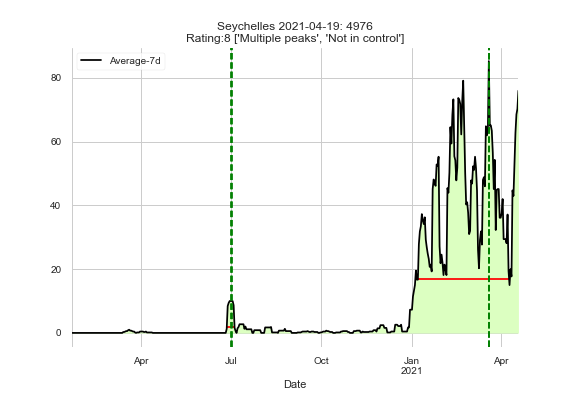 Seychelles 2021-04-19: 4976
Rating:8 ['Multiple peaks', 'Not in control']
Average-7d
80
60
40
20
0
Apr
Jul
Oct
Jan
2021
Apr
Date